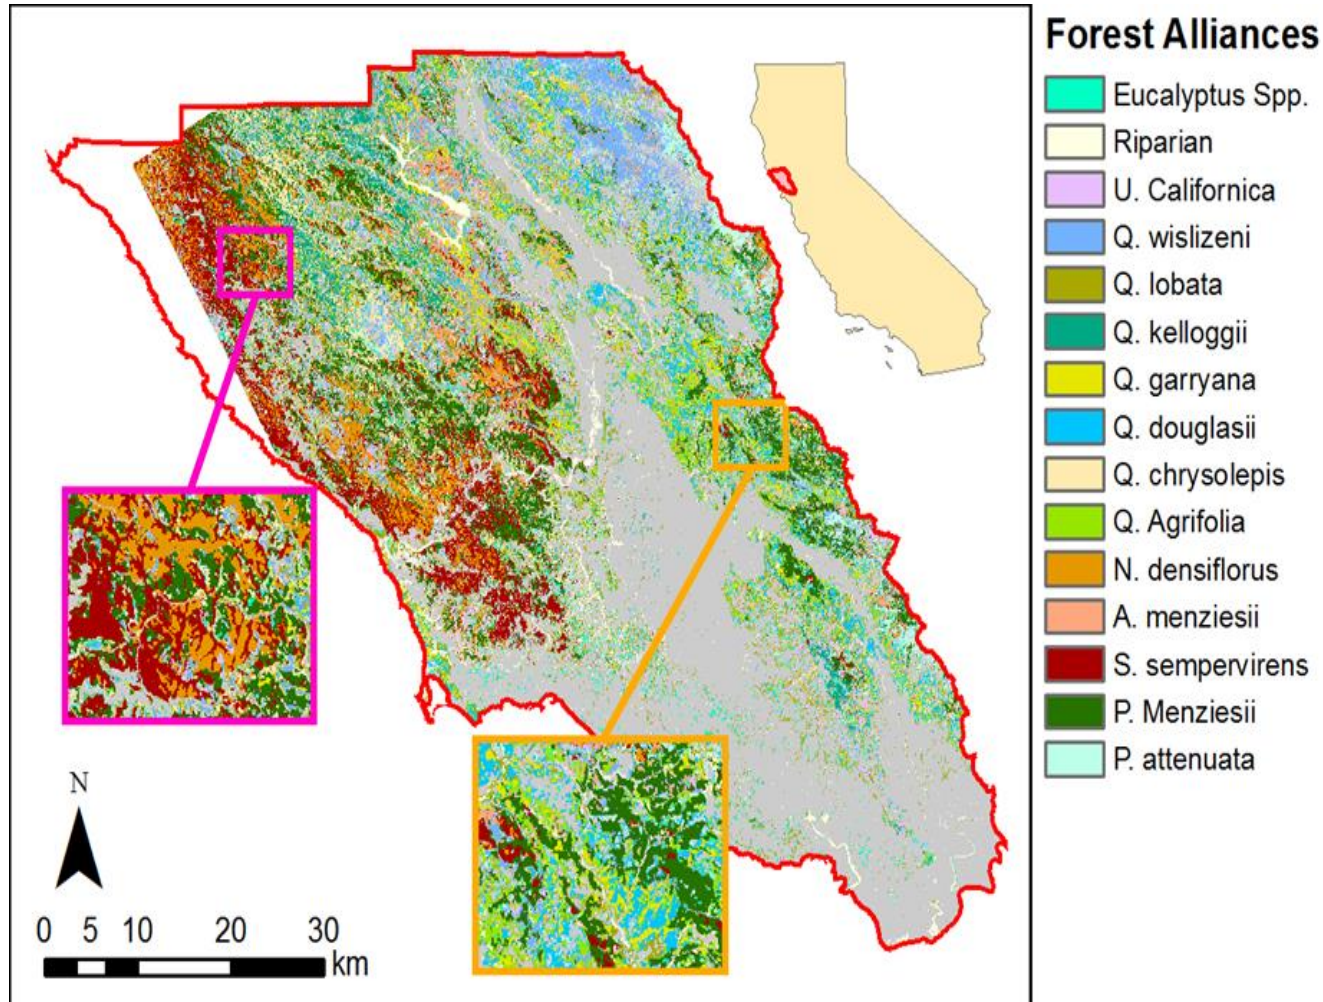 Forest Alliances
Eucalyptus Spp.
Riparian
U. Californica
Q. wislizeni
Q. lobata
Q. kelloggii
Q. garryana
Q. douglasii
Q. chrysolepis
Q. Agrifolia
N. densiflorus
A. menziesii
S. sempervirens
P. Menziesii
P. attenuata
N
0 5 10 20 30
km